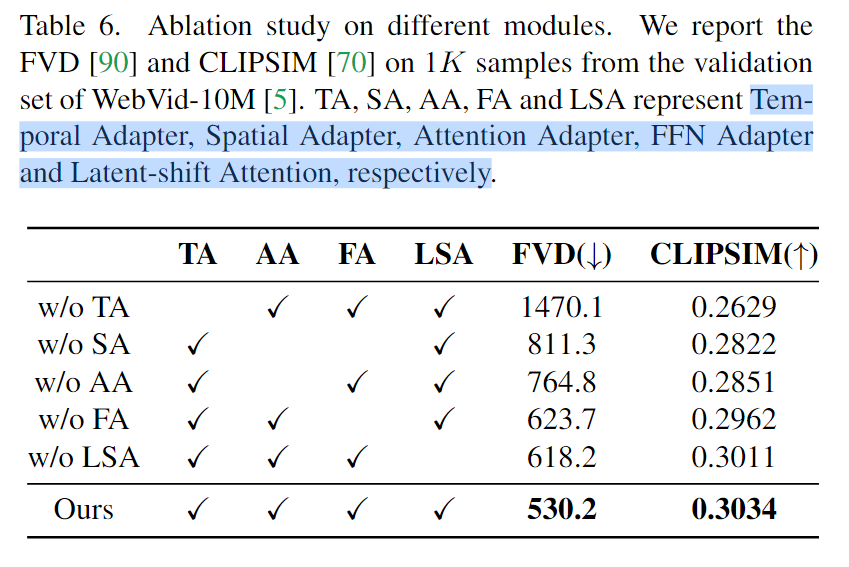 Table 6. Ablation study on different modules. We report the
FVD [90] and CLIPSIM [70] on 1K samples from the validation
set of WebVid-10M [5]. TA, SA, AA, FA and LSA represent Tem-
poral Adapter, Spatial Adapter, Attention Adapter, FFN Adapter
and Latent-shift Attention, respectively.
TA AA FA LSA FVD(↓) CLIPSIM(↑)
w/o TA ✓ ✓ ✓ 1470.1 0.2629
w/o SA ✓ ✓ 811.3 0.2822
w/o AA ✓ ✓ ✓ 764.8 0.2851
w/o FA ✓ ✓ ✓ 623.7 0.2962
w/o LSA ✓ ✓ ✓ 618.2 0.3011
Ours ✓ ✓ ✓ ✓ 530.2 0.3034